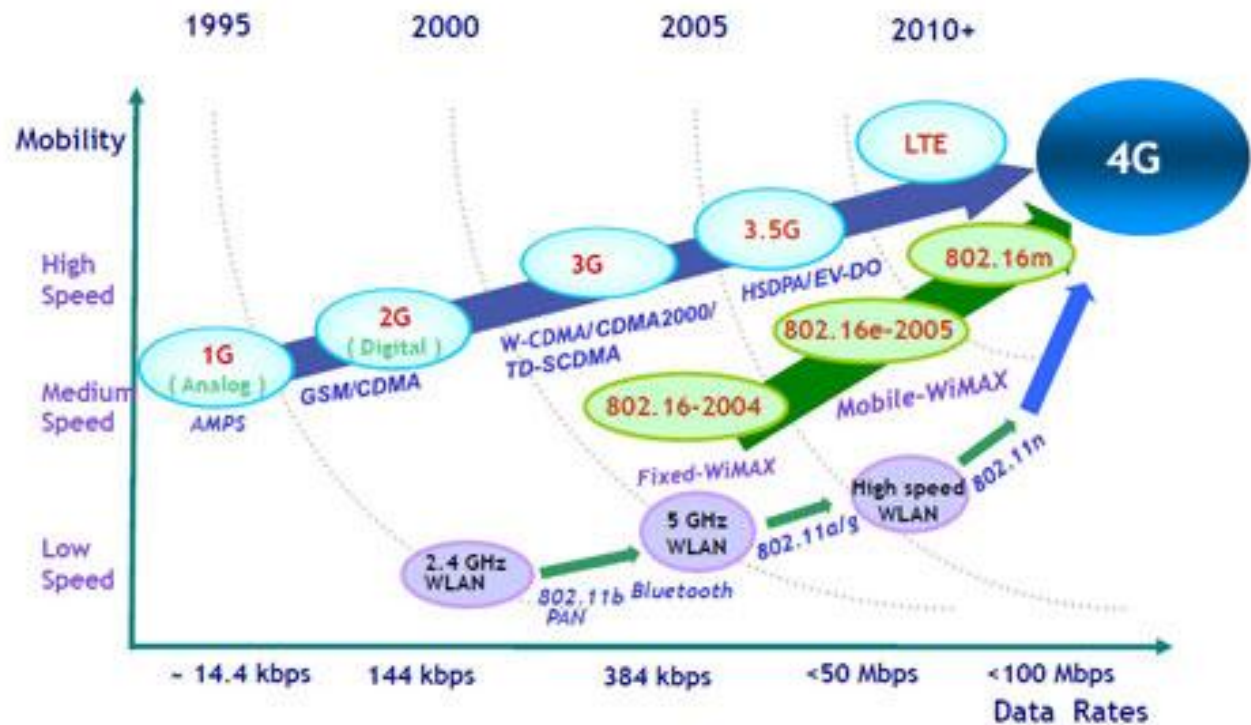 1995
2000
2005
2010+
Mobility
High
Speed
Medium
Speed
Low
Speed
LTE
4G
3.5G
HSDPA/EV-DO
3G
W-CDMA/CDMA2000/
TD-SCDMA
2G
( Digital )
GSM/CDMA
1G
( Analog )
AMPS
802.16m
802.16e-2005
Mobile-WiMAX
802.16-2004
Fixed-WiMAX
High speed
WLAN
802.11n
5 GHz
WLAN
802.11a/g
Bluetooth
2.4 GHz
WLAN
802.11b
PAN
~ 14.4 kbps
144 kbps
384 kbps
<50 Mbps
<100 Mbps
Data Rates